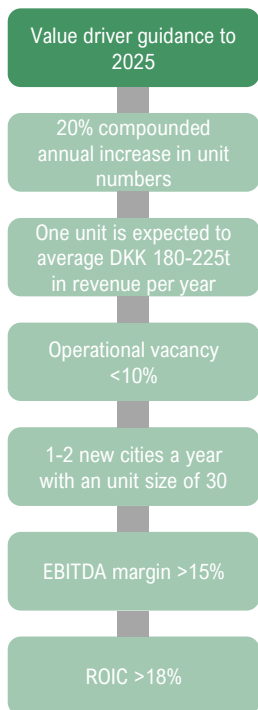 Value driver guidance to
2025
20% compounded
annual increase in unit
numbers
One unit is expected to
average DKK 180-225t
in revenue per year
Operational vacancy
<10%
1-2 new cities a year
with an unit size of 30
EBITDA margin >15%
ROIC >18%